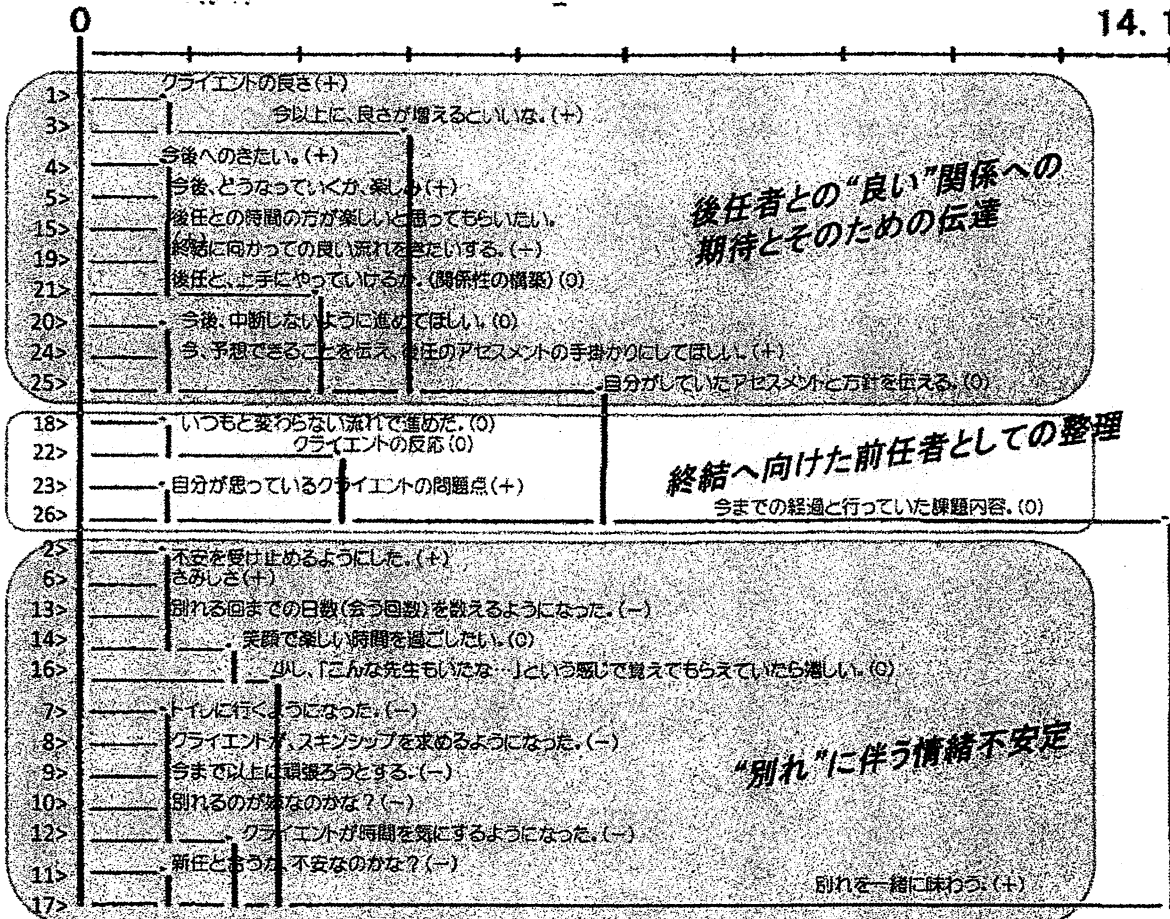 0
14. 1
1> クライエントの良さ(+)
3> 今以上に、良さが増えるといいな。(+)
4> 今後へのきたい。(+)
5> 今後、どうなっていくか、楽しみ(+)
15> 後任との時間の方が楽しいと思ってもらいたい。
19> 終結に向かっての良い流れをきたいする。(−)
21> 後任と、上手にやっていけるか。(関係性の構築)(0)
20> 今後、中断しないように進めてほしい。(0)
24> 今、予想できることを伝え、後任のアセスメントの手掛かりにしてほしい。(+)
25> 自分がしていたアセスメントと方針を伝える。(0)
後任者との“良い”関係への
期待とそのための伝達
18> いつもと変わらない流れで進めた。(0)
22> クライエントの反応(0)
23> 自分が思っているクライエントの問題点(+)
26> 今までの経過と行っていた課題内容。(0)
終結へ向けた前任者としての整理
2> 不安を受け止めるようにした。(+)
6> さみしさ(+)
13> 別れる回までの日数(会う回数)を数えるようになった。(−)
14> 笑顔で楽しい時間を過ごしたい。(0)
16> 少し、「こんな先生もいたな…」という感じで覚えてもらえていたら嬉しい。(0)
7> トイレに行くようになった。(−)
8> クライエントが、スキンシップを求めるようになった。(−)
9> 今まで以上に頑張ろうとする。(−)
10> 別れるのが嫌なのかな？(−)
12> クライエントが時間を気にするようになった。(−)
11> 新任と合うか、不安なのかな？(−)
17> 別れを一緒に味わう。(+)
“別れ”に伴う情緒不安定